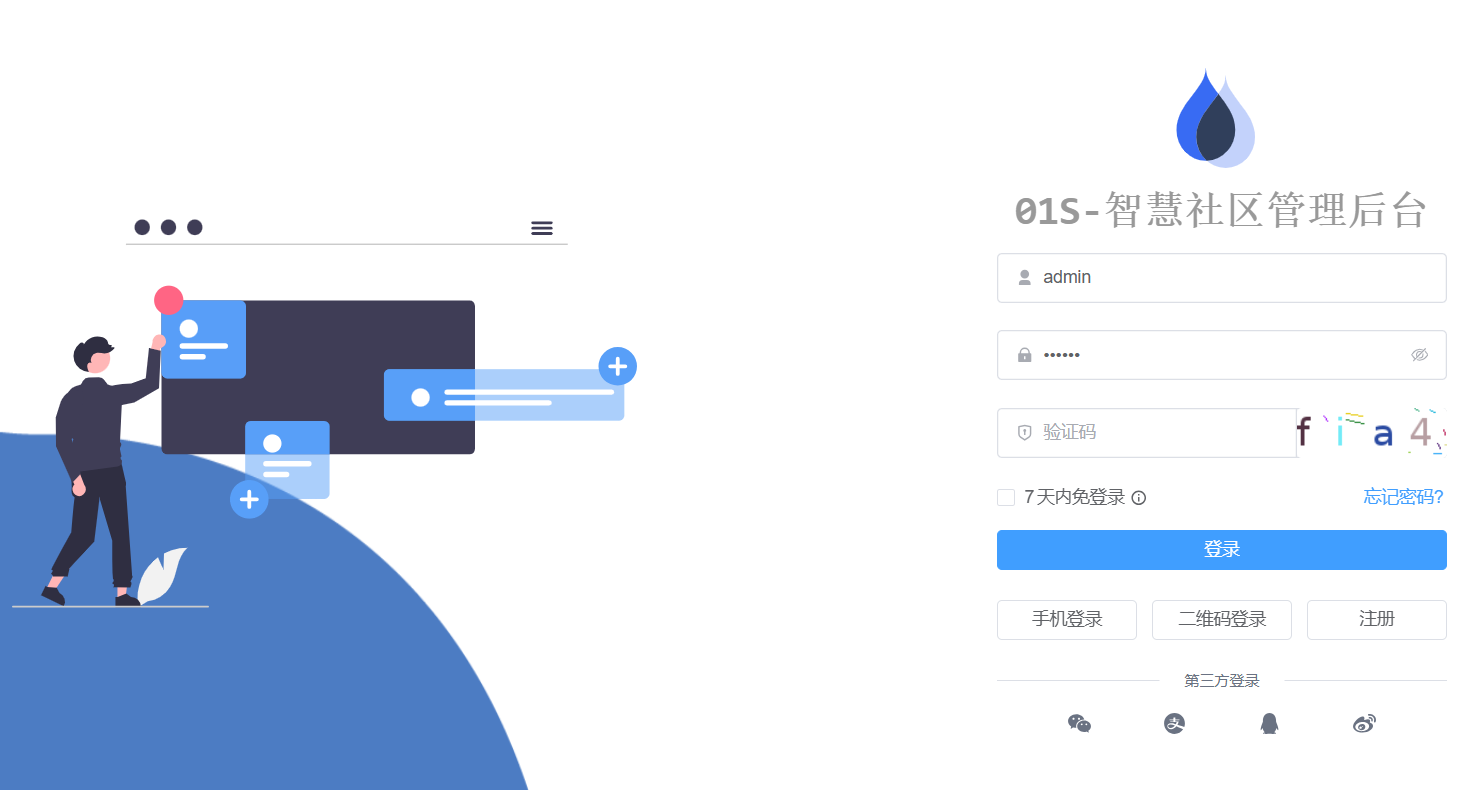 01S-智慧社区管理后台
admin
••••••
验证码
f i a 4
7 天内免登录
忘记密码?
登录
手机登录 二维码登录 注册
第三方登录